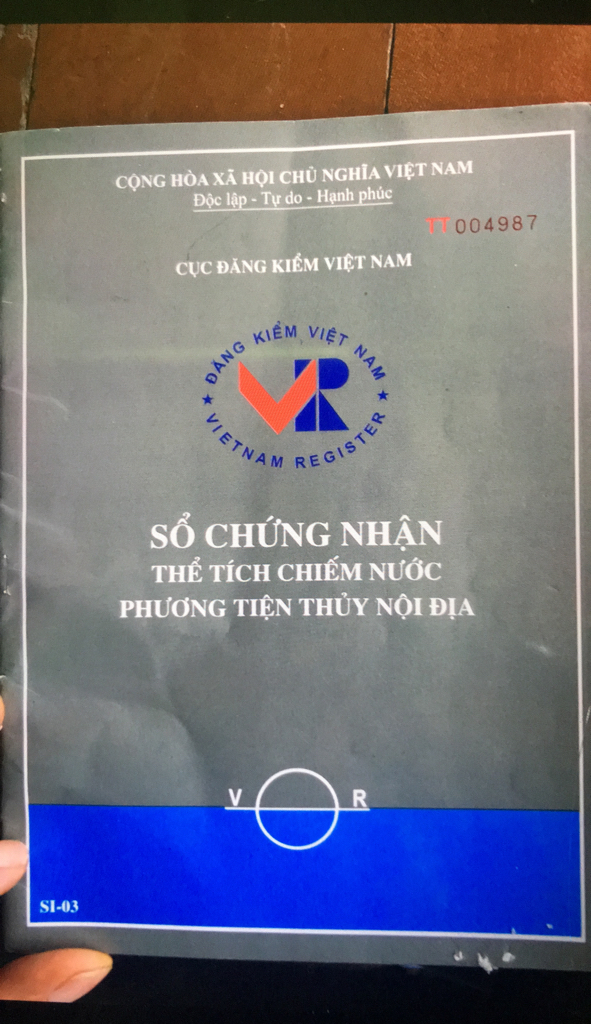 CỘNG HÒA XÃ HỘI CHỦ NGHĨA VIỆT NAM
Độc lập - Tự do - Hạnh phúc
TT 004987
CỤC ĐĂNG KIỂM VIỆT NAM
ĐĂNG KIỂM VIỆT NAM
VR
★ VIETNAM REGISTER ★
SỔ CHỨNG NHẬN
THỂ TÍCH CHIẾM NƯỚC
PHƯƠNG TIỆN THỦY NỘI ĐỊA
V R
SI-03